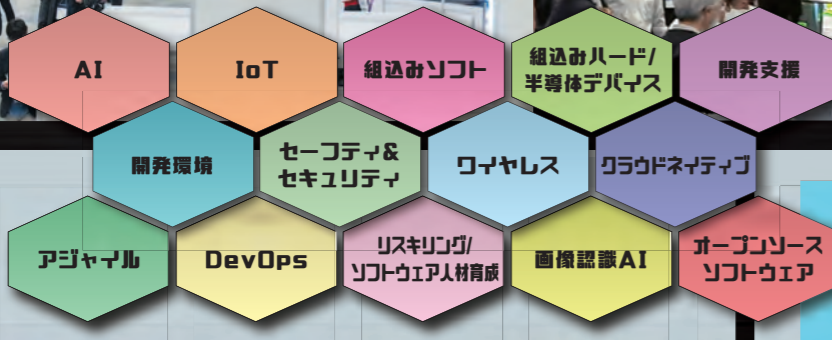 AI
IoT
組込みソフト
組込みハード/
半導体デバイス
開発支援
開発環境
セーフティ&
セキュリティ
ワイヤレス
クラウドネイティブ
アジャイル
DevOps
リスキリング/
ソフトウェア人材育成
画像認識AI
オープンソース
ソフトウェア